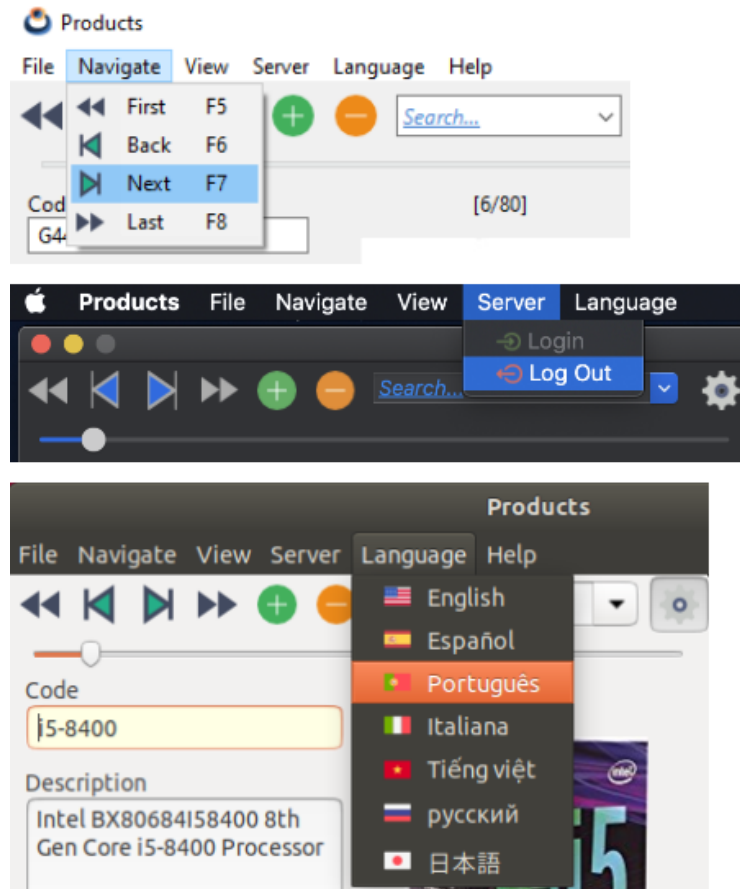 Products
File Navigate View Server Language Help
First F5
Search...
Back F6
Next F7
[6/80]
Last F8
Products File Navigate View Server Language
Login
Log Out
Search...
Products
File Navigate View Server Language Help
English
Español
Português
Code
i5-8400
Italiana
Tiếng việt
Description
intel
Intel BX80684I58400 8th
Gen Core i5-8400 Processor
русский
日本語
i5